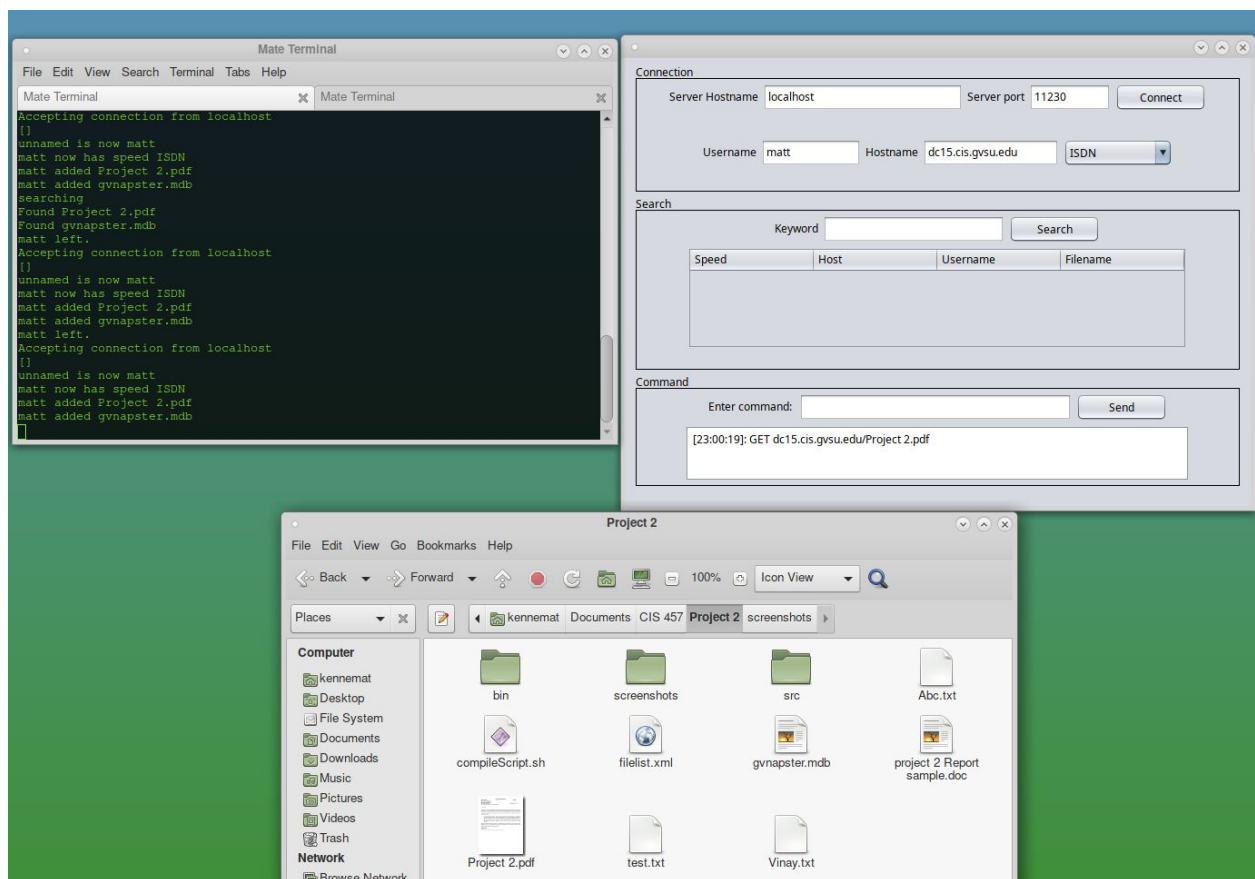 Mate Terminal
File Edit View Search Terminal Tabs Help
Mate Terminal
Mate Terminal
Accepting connection from localhost
[]
unnamed is now matt
matt now has speed ISDN
matt added Project 2.pdf
matt added gvnapster.mdb
searching
Found Project 2.pdf
Found gvnapster.mdb
matt left.
Accepting connection from localhost
[]
unnamed is now matt
matt now has speed ISDN
matt added Project 2.pdf
matt added gvnapster.mdb
matt left.
Accepting connection from localhost
[]
unnamed is now matt
matt now has speed ISDN
matt added Project 2.pdf
matt added gvnapster.mdb
Connection
Server Hostname localhost Server port 11230 Connect
Username matt Hostname dc15.cis.gvsu.edu ISDN
Search
Keyword Search
Speed Host Username Filename
Command
Enter command: Send
[23:00:19]: GET dc15.cis.gvsu.edu/Project 2.pdf
Project 2
File Edit View Go Bookmarks Help
Back Forward 100% Icon View
Places kennemat Documents CIS 457 Project 2 screenshots
Computer
kennemat
Desktop
File System
Documents
Downloads
Music
Pictures
Videos
Trash
Network
Browse Network
bin screenshots src Abc.txt
compileScript.sh filelist.xml gvnapster.mdb project 2 Report
sample.doc
Project 2.pdf test.txt Vinay.txt